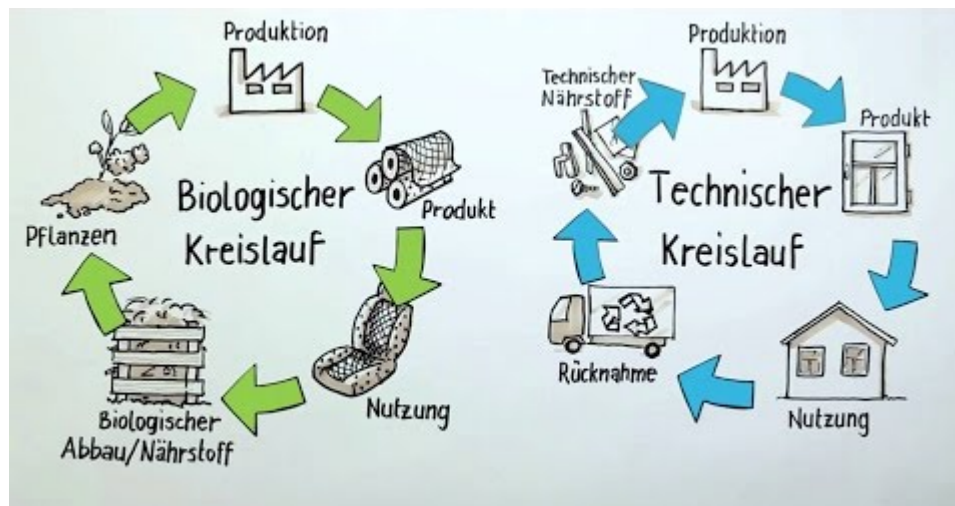 Produktion
Produkt
Nutzung
Biologischer
Abbau/Nährstoff
Pflanzen
Biologischer
Kreislauf
Produktion
Produkt
Nutzung
Rücknahme
Technischer
Nährstoff
Technischer
Kreislauf